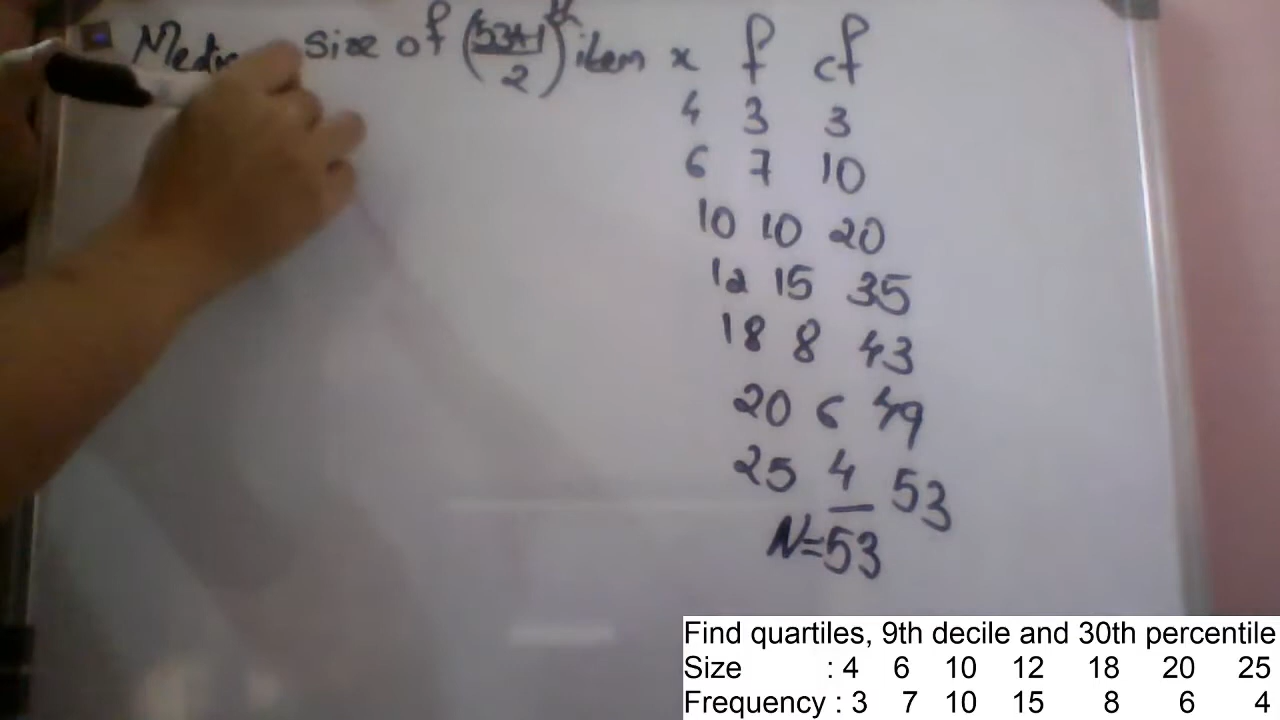 size of (53+1/2)th item x f cf
4 3 3
6 7 10
10 10 20
12 15 35
18 8 43
20 6 49
25 4 53
N=53
Find quartiles, 9th decile and 30th percentile
Size : 4 6 10 12 18 20 25
Frequency : 3 7 10 15 8 6 4